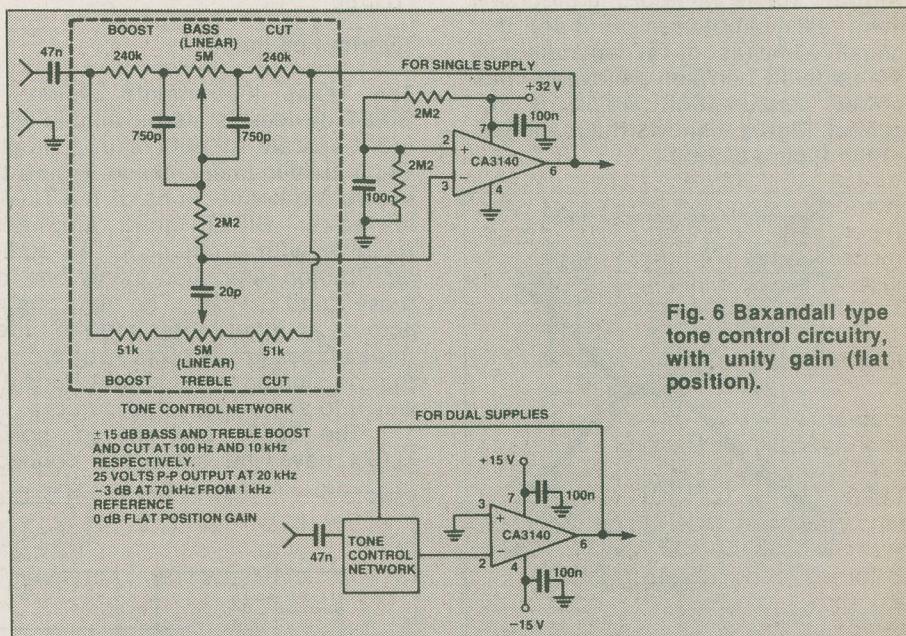 BOOST BASS CUT
(LINEAR)
47n 240k 5M 240k
FOR SINGLE SUPPLY
+32 V
2M2
100n
7
750p 750p
2
+
2M2
CA3140
6
−
3
4
100n
2M2
20p
51k 5M 51k
(LINEAR)
BOOST TREBLE CUT
TONE CONTROL NETWORK
±15 dB BASS AND TREBLE BOOST
AND CUT AT 100 Hz AND 10 kHz
RESPECTIVELY.
25 VOLTS P-P OUTPUT AT 20 kHz
−3 dB AT 70 kHz FROM 1 kHz
REFERENCE
0 dB FLAT POSITION GAIN
Fig. 6 Baxandall type
tone control circuitry,
with unity gain (flat
position).
FOR DUAL SUPPLIES
+15 V
100n
7
3
+
CA3140
6
−
2
4
100n
47n
TONE
CONTROL
NETWORK
−15 V